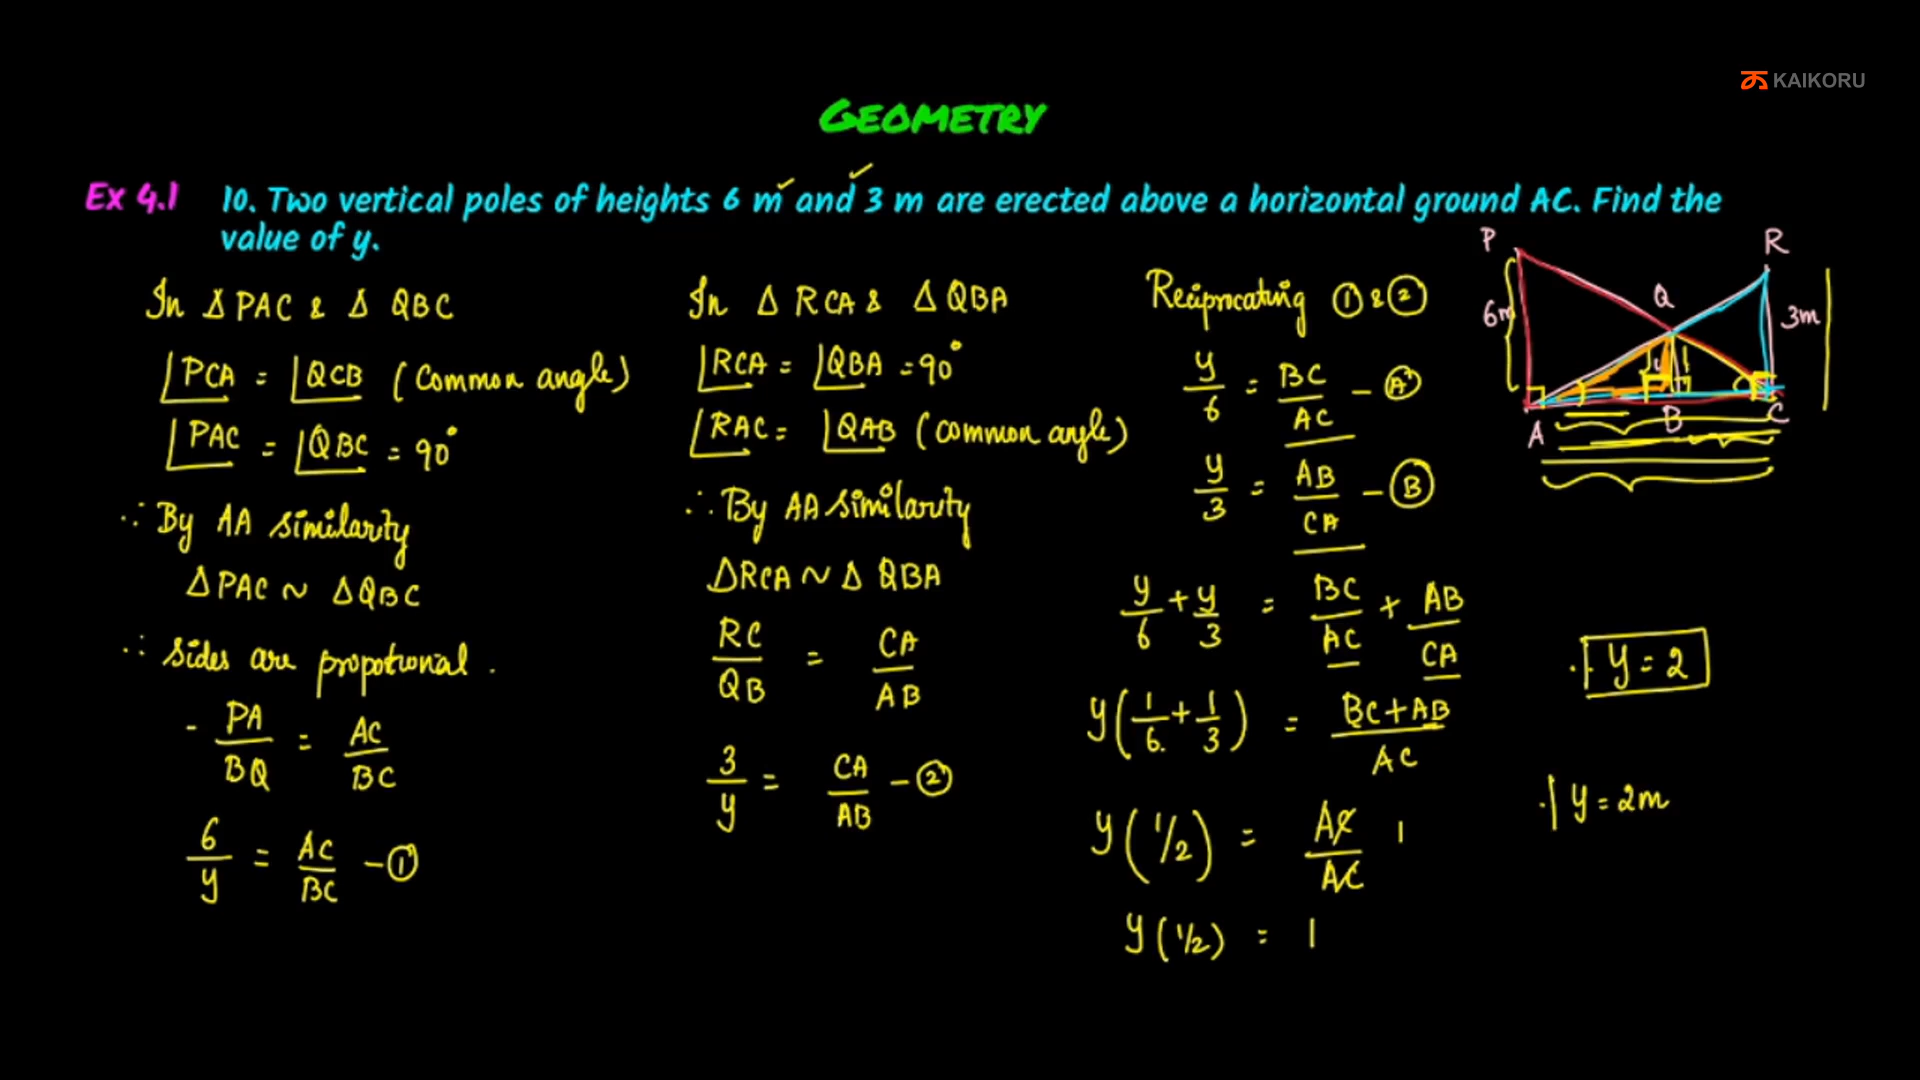 KAIKORU
GEOMETRY
Ex 4.1 10. Two vertical poles of heights 6 m and 3 m are erected above a horizontal ground AC. Find the
value of y.
In Δ PAC & Δ QBC
∠PCA = ∠QCB (Common angle)
∠PAC = ∠QBC = 90°
∴ By AA similarity
ΔPAC ~ ΔQBC
∴ sides are propotional.
PA/BQ = AC/BC
6/y = AC/BC - ①
In Δ RCA & Δ QBA
∠RCA = ∠QBA = 90°
∠RAC = ∠QAB (common angle)
∴ By AA similarity
ΔRCA ~ Δ QBA
RC/QB = CA/AB
3/y = CA/AB - ②
Reciprocating ① & ②
y/6 = BC/AC - Ⓐ
y/3 = AB/CA - Ⓑ
y/6 + y/3 = BC/AC + AB/CA
y(1/6 + 1/3) = BC+AB/AC
y(1/2) = AC/AC 1
y(1/2) = 1
P
R
Q
6m
3m
y
A
B
C
∴ y = 2
∴ y = 2m